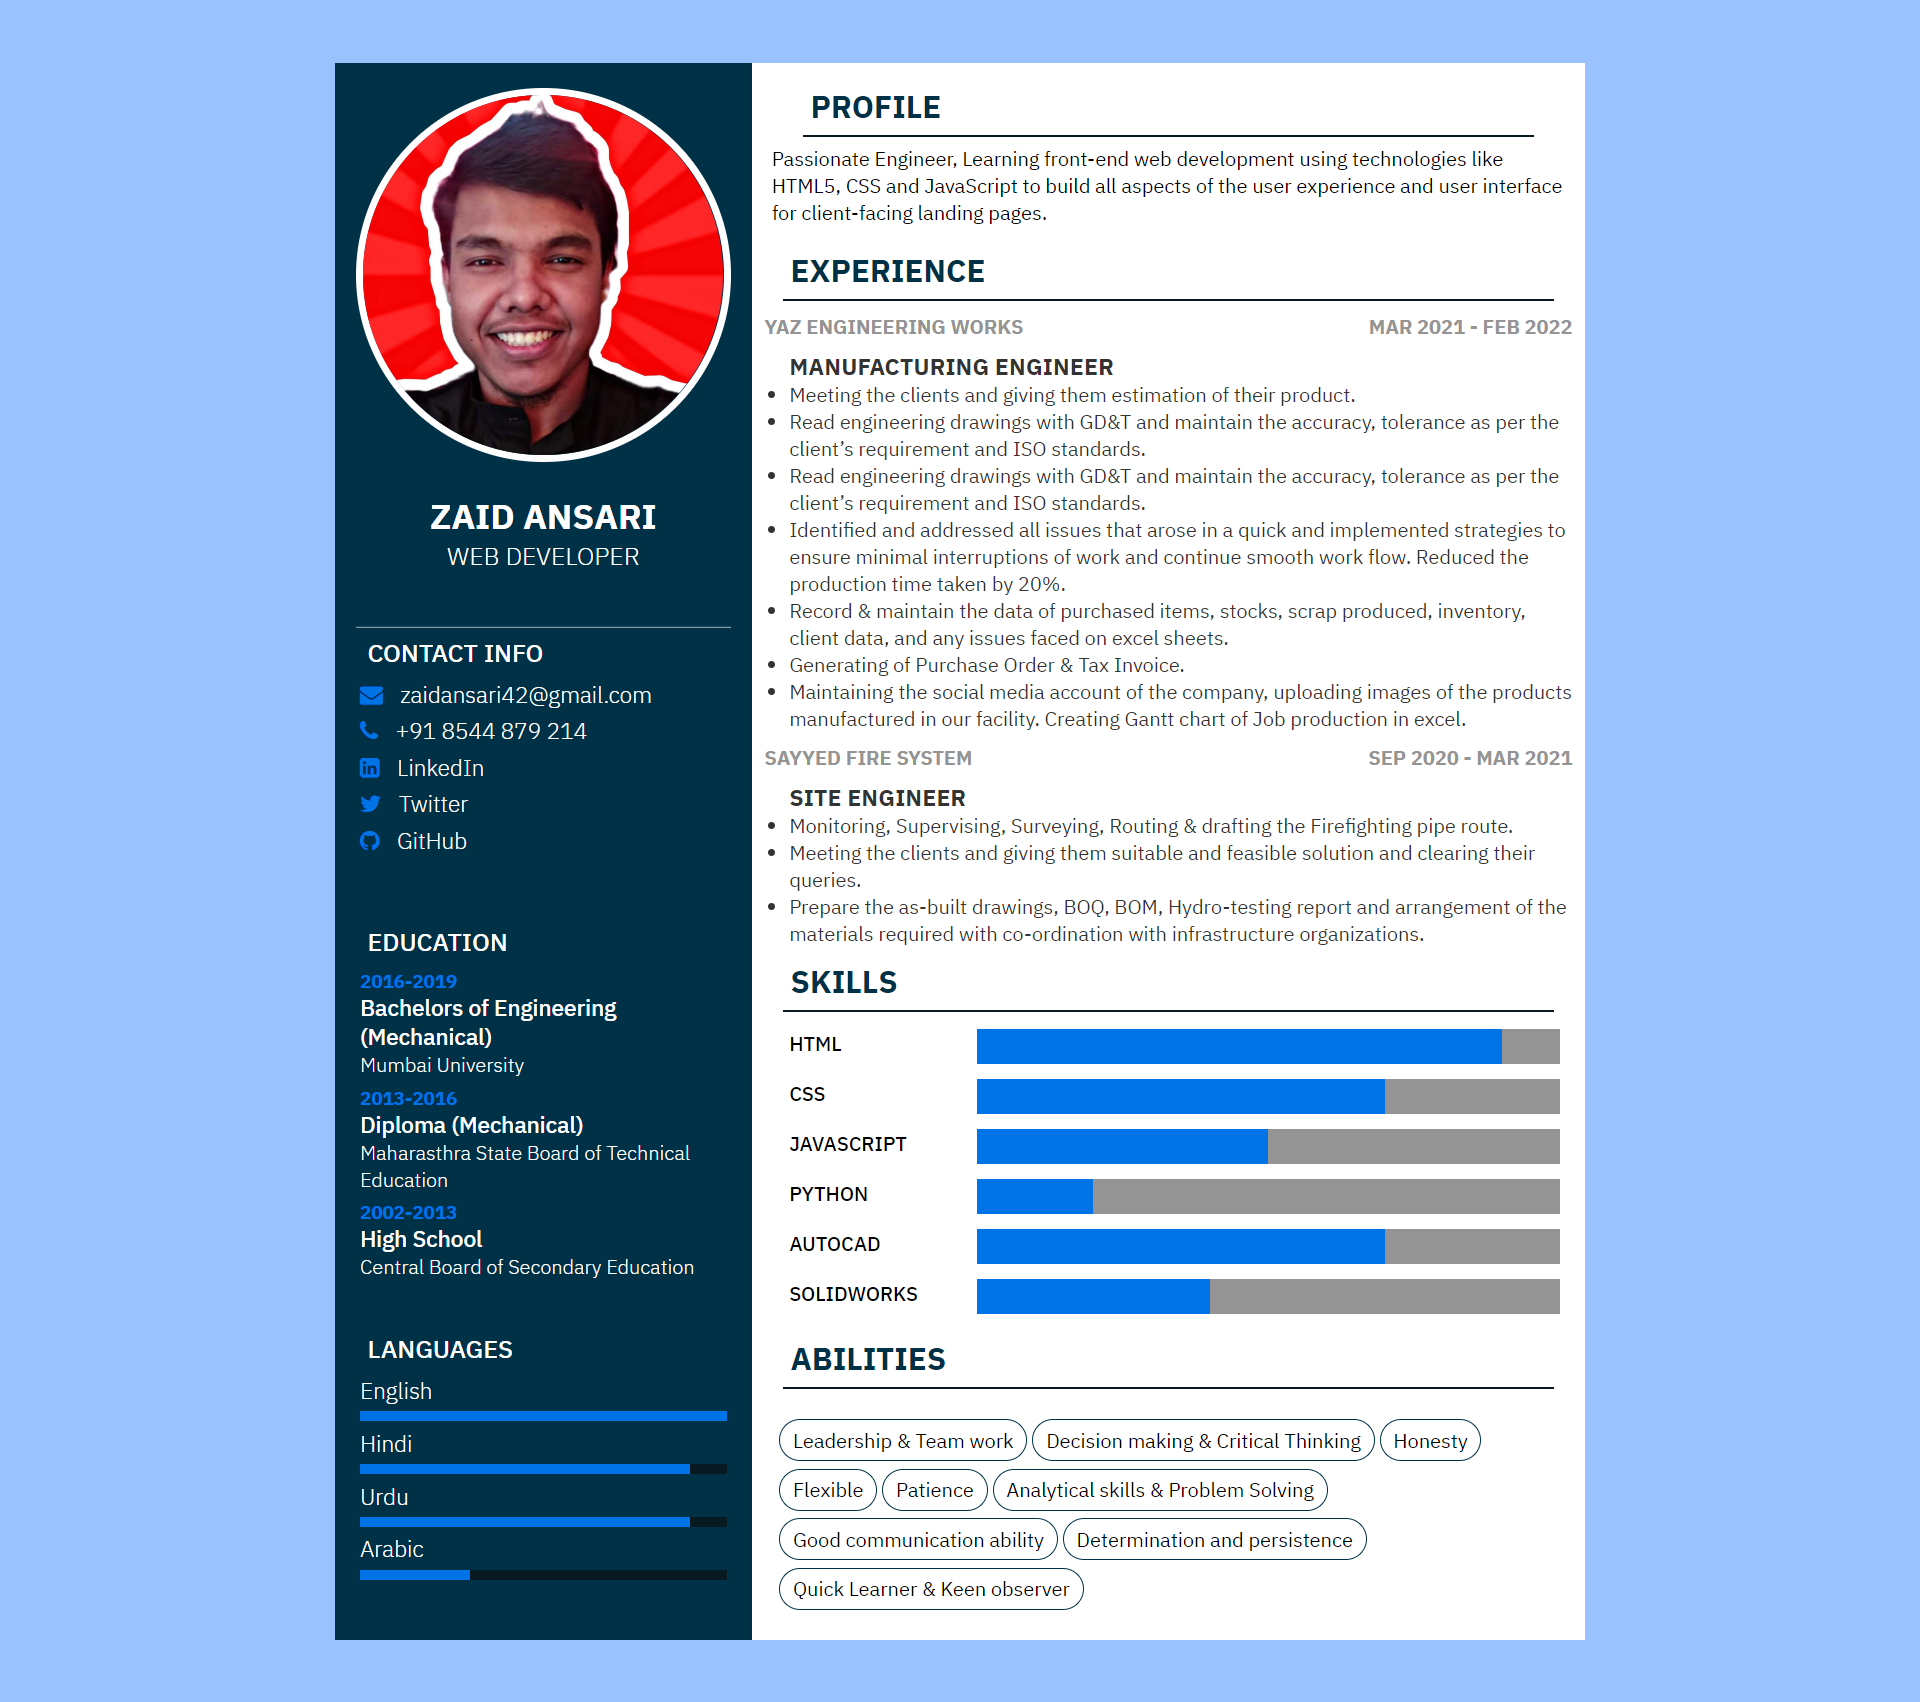 ZAID ANSARI
WEB DEVELOPER
CONTACT INFO
zaidansari42@gmail.com
+91 8544 879 214
LinkedIn
Twitter
GitHub
EDUCATION
2016-2019
Bachelors of Engineering
(Mechanical)
Mumbai University
2013-2016
Diploma (Mechanical)
Maharasthra State Board of Technical
Education
2002-2013
High School
Central Board of Secondary Education
LANGUAGES
English
Hindi
Urdu
Arabic
PROFILE
Passionate Engineer, Learning front-end web development using technologies like
HTML5, CSS and JavaScript to build all aspects of the user experience and user interface
for client-facing landing pages.
EXPERIENCE
YAZ ENGINEERING WORKS MAR 2021 - FEB 2022
MANUFACTURING ENGINEER
• Meeting the clients and giving them estimation of their product.
• Read engineering drawings with GD&T and maintain the accuracy, tolerance as per the
client’s requirement and ISO standards.
• Read engineering drawings with GD&T and maintain the accuracy, tolerance as per the
client’s requirement and ISO standards.
• Identified and addressed all issues that arose in a quick and implemented strategies to
ensure minimal interruptions of work and continue smooth work flow. Reduced the
production time taken by 20%.
• Record & maintain the data of purchased items, stocks, scrap produced, inventory,
client data, and any issues faced on excel sheets.
• Generating of Purchase Order & Tax Invoice.
• Maintaining the social media account of the company, uploading images of the products
manufactured in our facility. Creating Gantt chart of Job production in excel.
SAYYED FIRE SYSTEM SEP 2020 - MAR 2021
SITE ENGINEER
• Monitoring, Supervising, Surveying, Routing & drafting the Firefighting pipe route.
• Meeting the clients and giving them suitable and feasible solution and clearing their
queries.
• Prepare the as-built drawings, BOQ, BOM, Hydro-testing report and arrangement of the
materials required with co-ordination with infrastructure organizations.
SKILLS
HTML
CSS
JAVASCRIPT
PYTHON
AUTOCAD
SOLIDWORKS
ABILITIES
Leadership & Team work Decision making & Critical Thinking Honesty
Flexible Patience Analytical skills & Problem Solving
Good communication ability Determination and persistence
Quick Learner & Keen observer